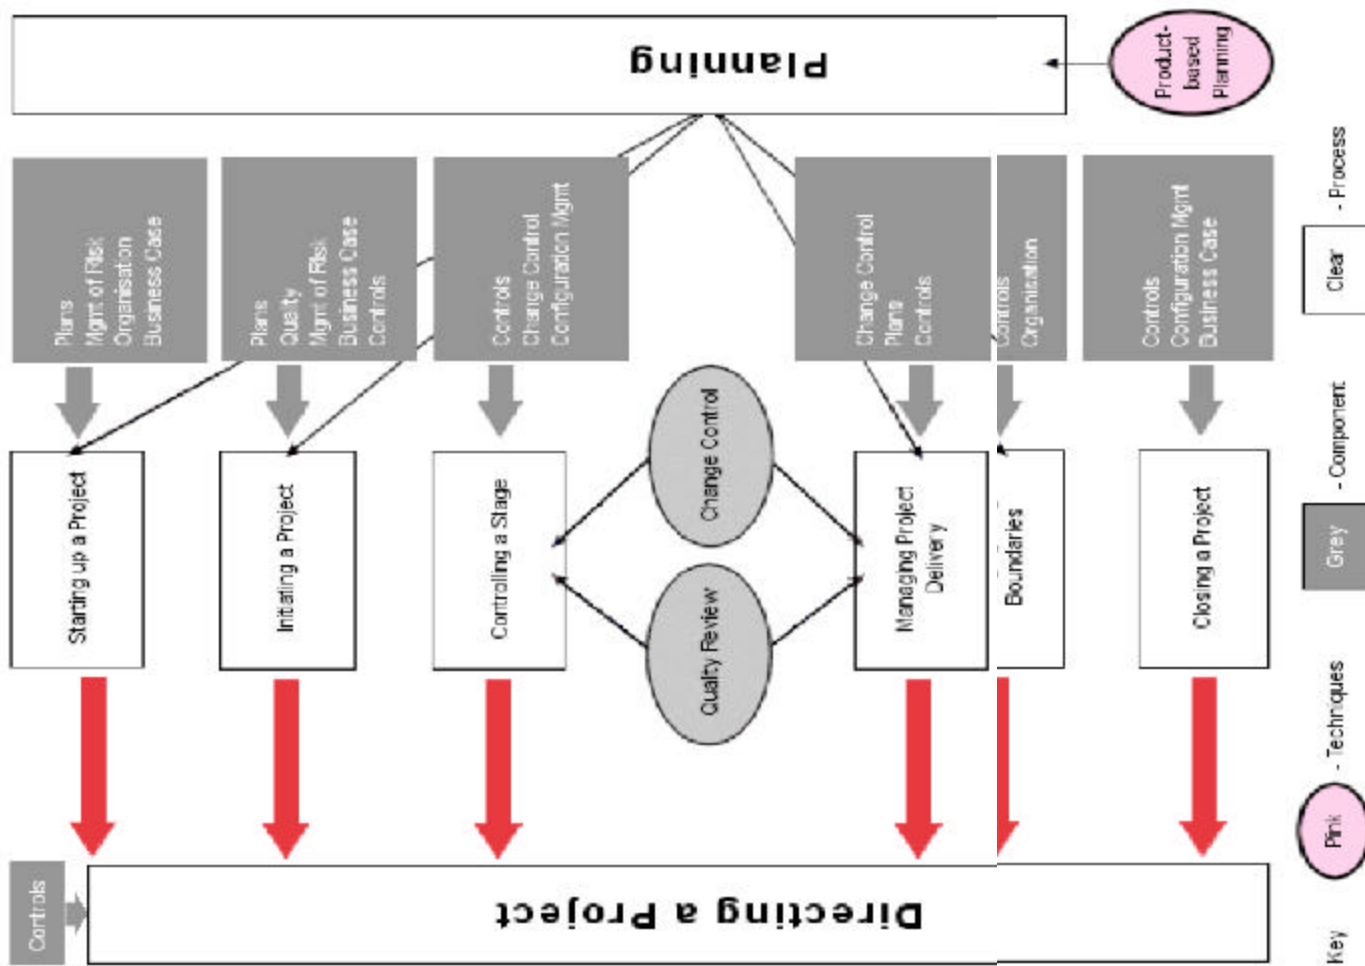 Controls
Directing a Project
Starting up a Project
Plans
Mgmt of Risk
Organisation
Business Case
Initiating a Project
Plans
Quality
Mgmt of Risk
Business Case
Controls
Controlling a Stage
Controls
Change Control
Configuration Mgmt
Quality Review
Change Control
Planning
Managing Project
Delivery
Change Control
Plans
Controls
Boundaries
Controls
Organisation
Closing a Project
Controls
Configuration Mgmt
Business Case
Product-
based
Planning
Key
Pink
- Techniques
Grey
- Component
Clear
- Process